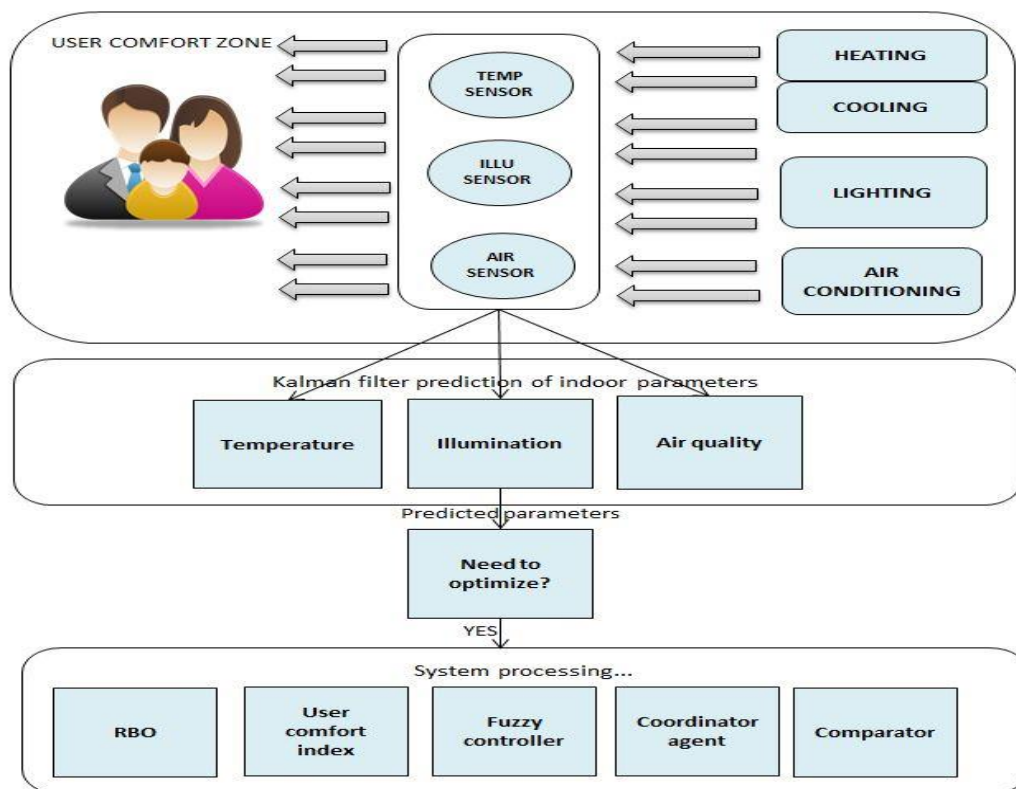 USER COMFORT ZONE
TEMP
SENSOR
ILLU
SENSOR
AIR
SENSOR
HEATING
COOLING
LIGHTING
AIR
CONDITIONING
Kalman filter prediction of indoor parameters
Temperature
Illumination
Air quality
Predicted parameters
Need to
optimize?
YES
System processing...
RBO
User
comfort
index
Fuzzy
controller
Coordinator
agent
Comparator